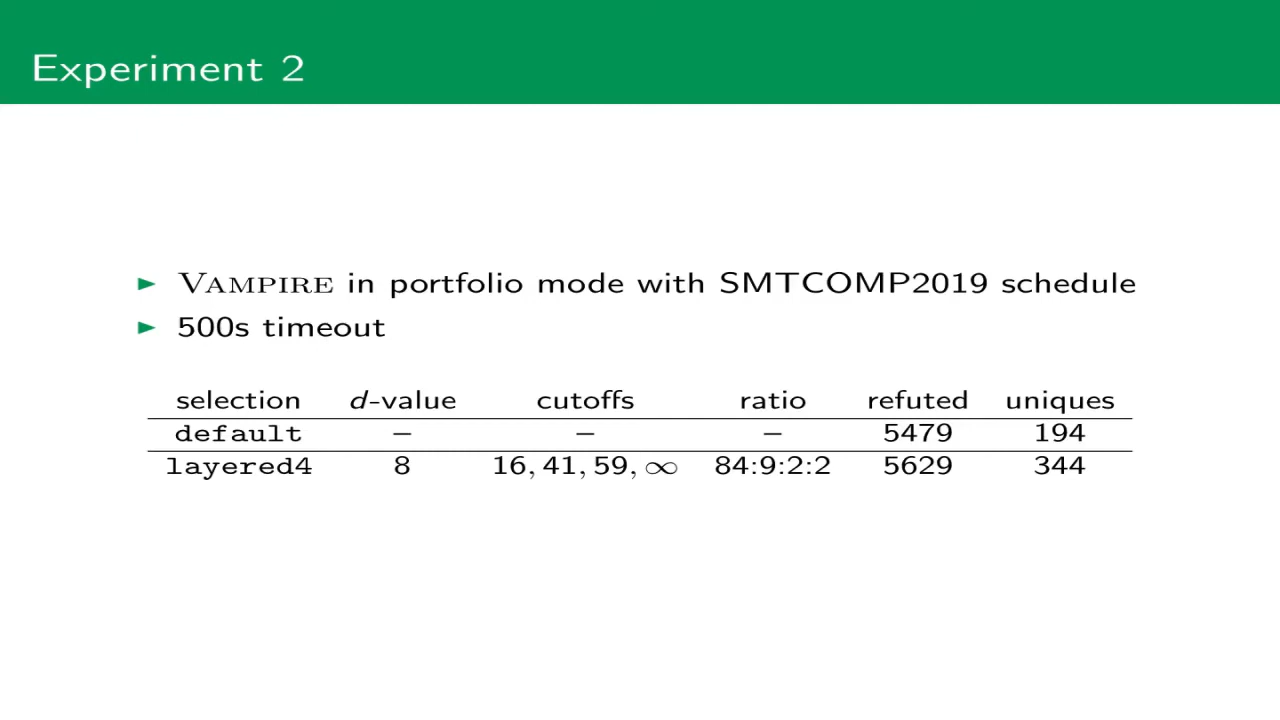 Experiment 2
► VAMPIRE in portfolio mode with SMTCOMP2019 schedule
► 500s timeout
selection d-value cutoffs ratio refuted uniques
default – – – 5479 194
layered4 8 16, 41, 59, ∞ 84:9:2:2 5629 344